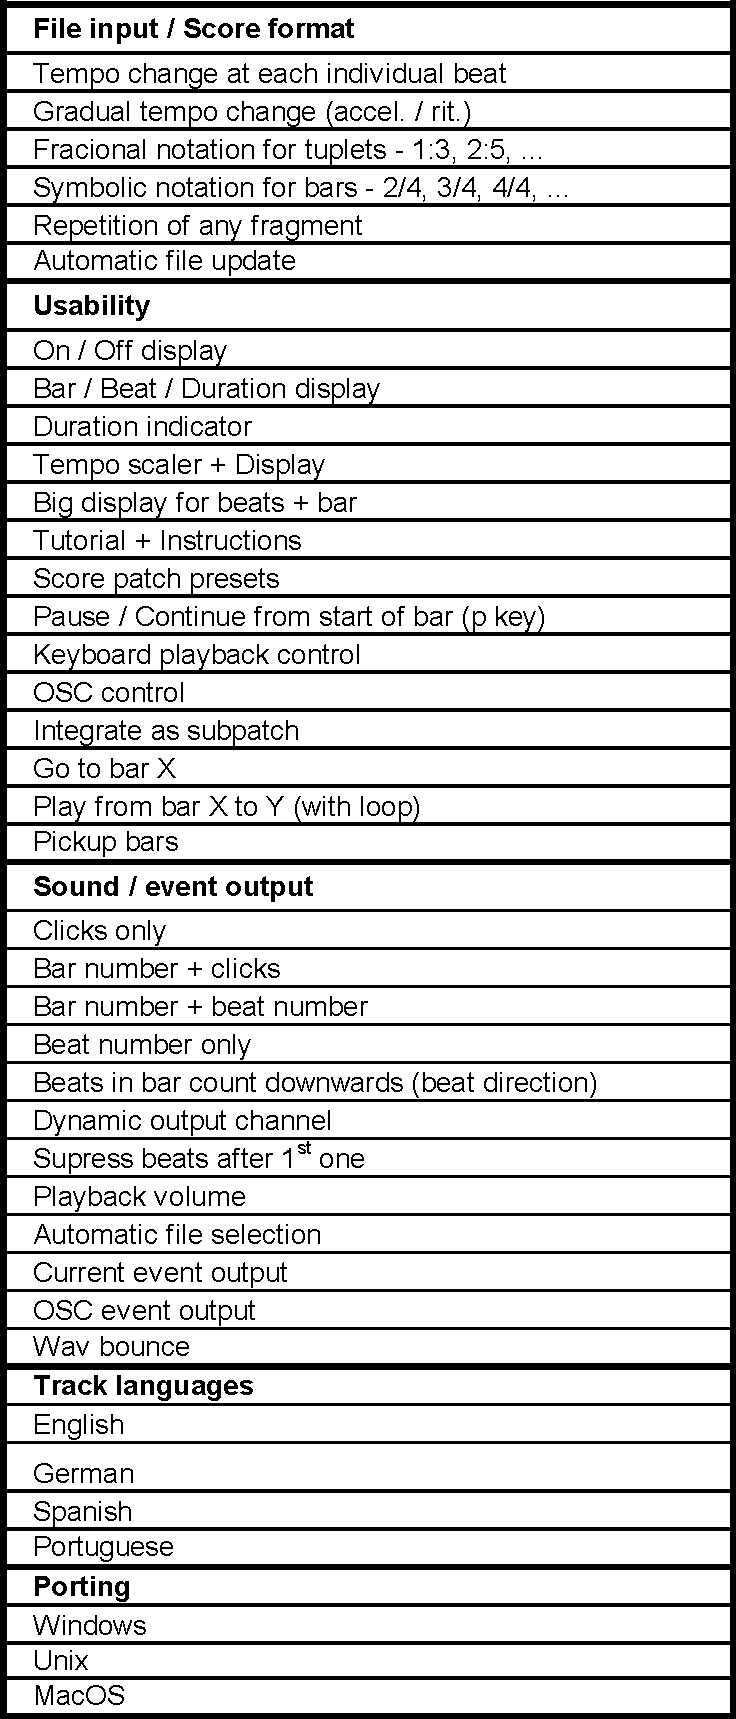 File input / Score format
Tempo change at each individual beat
Gradual tempo change (accel. / rit.)
Fracional notation for tuplets - 1:3, 2:5, ...
Symbolic notation for bars - 2/4, 3/4, 4/4, ...
Repetition of any fragment
Automatic file update
Usability
On / Off display
Bar / Beat / Duration display
Duration indicator
Tempo scaler + Display
Big display for beats + bar
Tutorial + Instructions
Score patch presets
Pause / Continue from start of bar (p key)
Keyboard playback control
OSC control
Integrate as subpatch
Go to bar X
Play from bar X to Y (with loop)
Pickup bars
Sound / event output
Clicks only
Bar number + clicks
Bar number + beat number
Beat number only
Beats in bar count downwards (beat direction)
Dynamic output channel
Supress beats after 1st one
Playback volume
Automatic file selection
Current event output
OSC event output
Wav bounce
Track languages
English
German
Spanish
Portuguese
Porting
Windows
Unix
MacOS